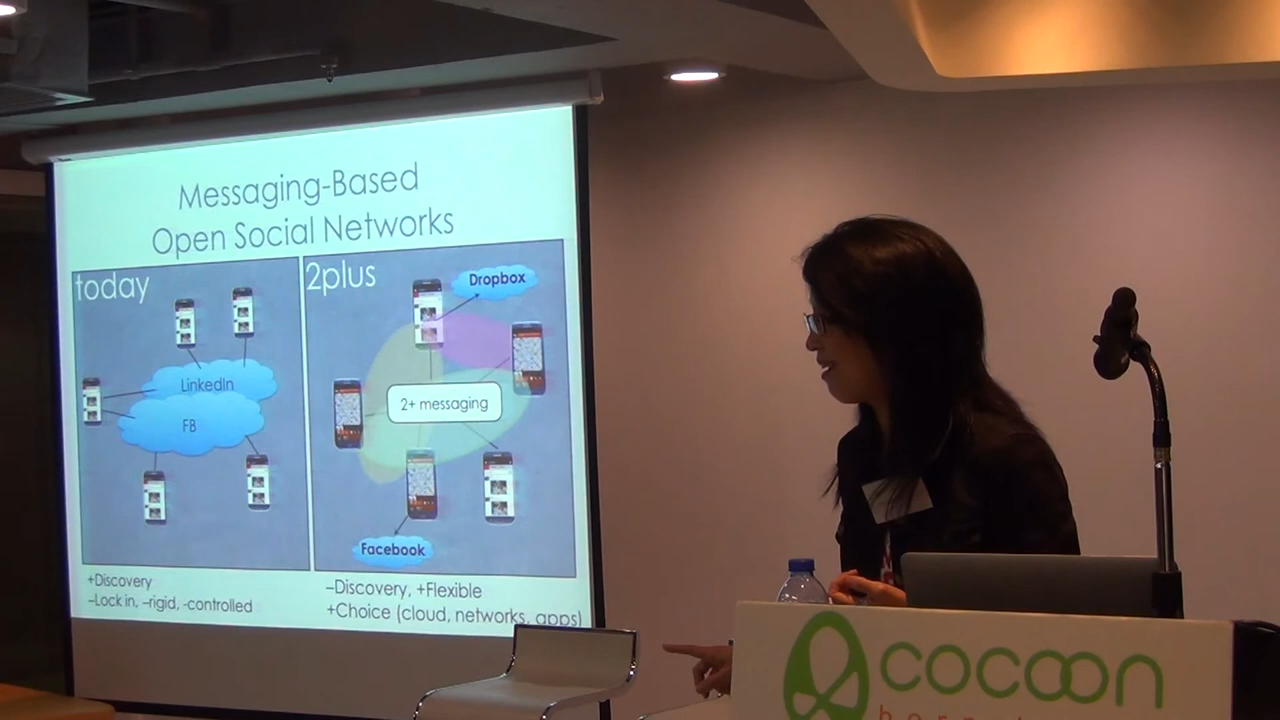 Messaging-Based
Open Social Networks
today
LinkedIn
FB
+Discovery
–Lock in, –rigid, -controlled
2plus
Dropbox
2+ messaging
Facebook
–Discovery, +Flexible
+Choice (cloud, networks, apps)
cocoon